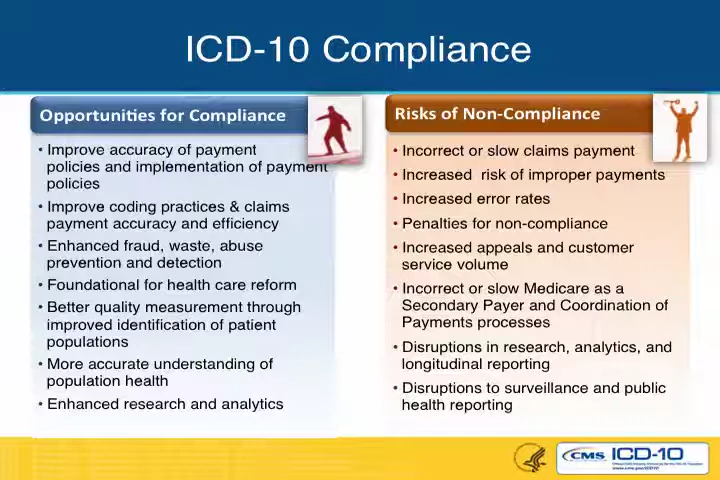 ICD-10 Compliance
Opportunities for Compliance
• Improve accuracy of payment
policies and implementation of payment
policies
• Improve coding practices & claims
payment accuracy and efficiency
• Enhanced fraud, waste, abuse
prevention and detection
• Foundational for health care reform
• Better quality measurement through
improved identification of patient
populations
• More accurate understanding of
population health
• Enhanced research and analytics
Risks of Non-Compliance
• Incorrect or slow claims payment
• Increased  risk of improper payments
• Increased error rates
• Penalties for non-compliance
• Increased appeals and customer
service volume
• Incorrect or slow Medicare as a
Secondary Payer and Coordination of
Payments processes
• Disruptions in research, analytics, and
longitudinal reporting
• Disruptions to surveillance and public
health reporting
CMS ICD-10
www.cms.gov/ICD10